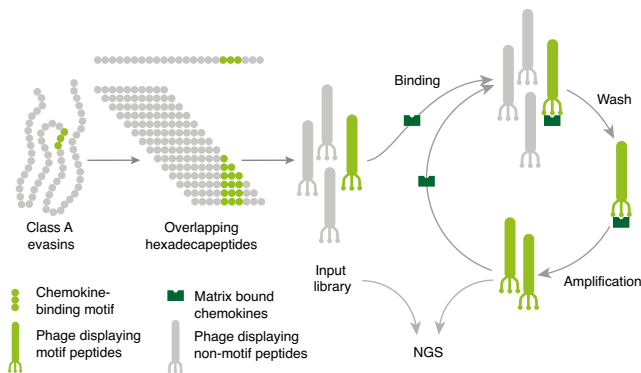 Binding
Wash
Class A
evasins
Overlapping
hexadecapeptides
Input
library
Amplification
NGS
Chemokine-
binding motif
Matrix bound
chemokines
Phage displaying
motif peptides
Phage displaying
non-motif peptides